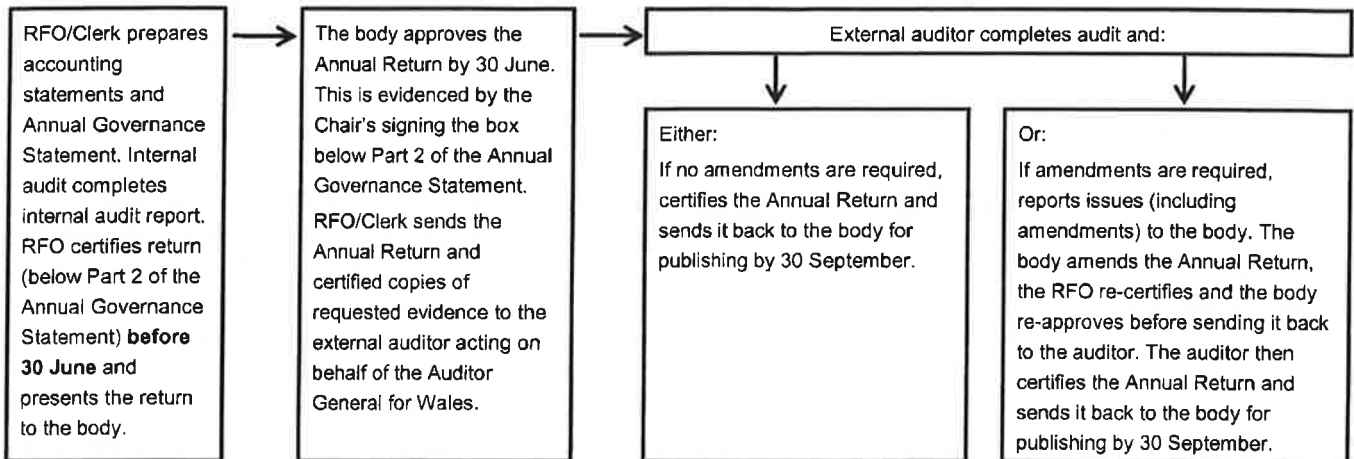 RFO/Clerk prepares
accounting
statements and
Annual Governance
Statement. Internal
audit completes
internal audit report.
RFO certifies return
(below Part 2 of the
Annual Governance
Statement) before
30 June and
presents the return
to the body.
The body approves the
Annual Return by 30 June.
This is evidenced by the
Chair's signing the box
below Part 2 of the Annual
Governance Statement.
RFO/Clerk sends the
Annual Return and
certified copies of
requested evidence to the
external auditor acting on
behalf of the Auditor
General for Wales.
External auditor completes audit and:
Either:
If no amendments are required,
certifies the Annual Return and
sends it back to the body for
publishing by 30 September.
Or:
If amendments are required,
reports issues (including
amendments) to the body. The
body amends the Annual Return,
the RFO re-certifies and the body
re-approves before sending it back
to the auditor. The auditor then
certifies the Annual Return and
sends it back to the body for
publishing by 30 September.